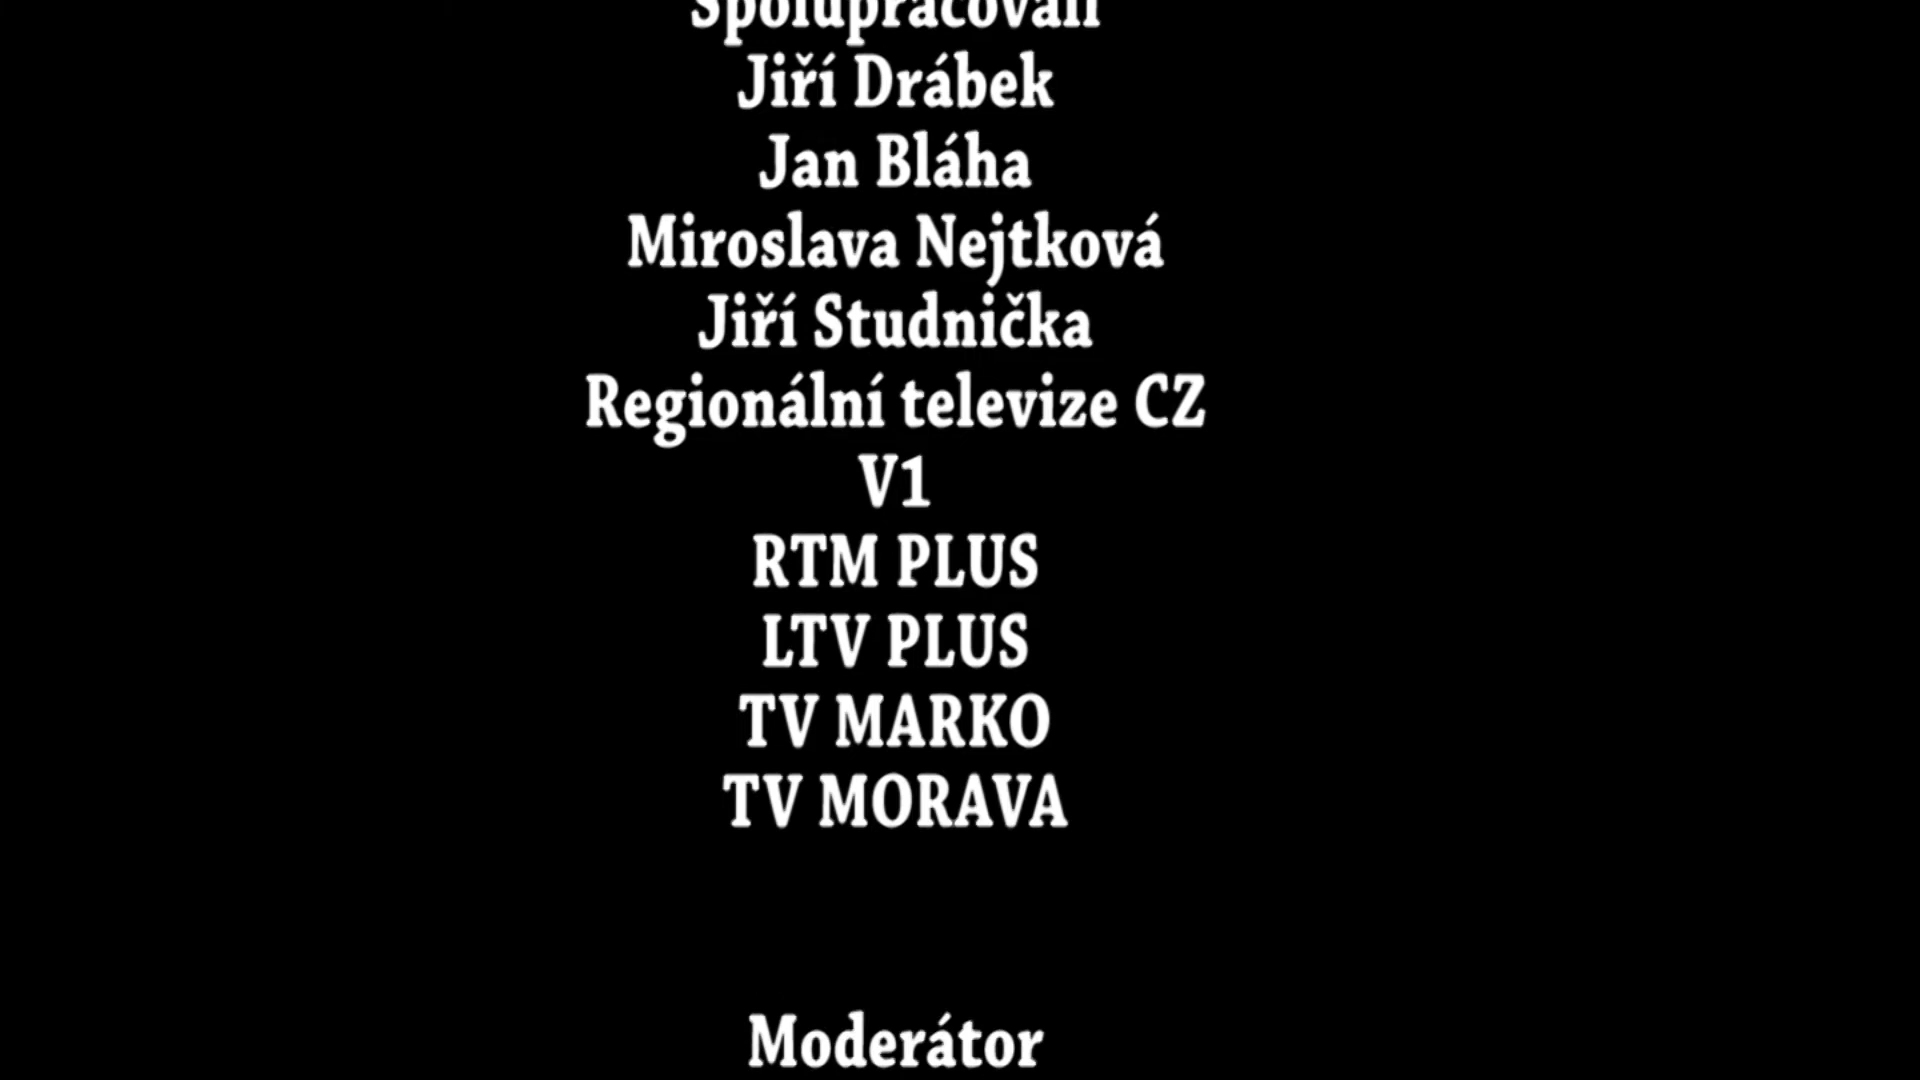 Spolupracovali
Jiří Drábek
Jan Bláha
Miroslava Nejtková
Jiří Studnička
Regionální televize CZ
V1
RTM PLUS
LTV PLUS
TV MARKO
TV MORAVA
Moderátor